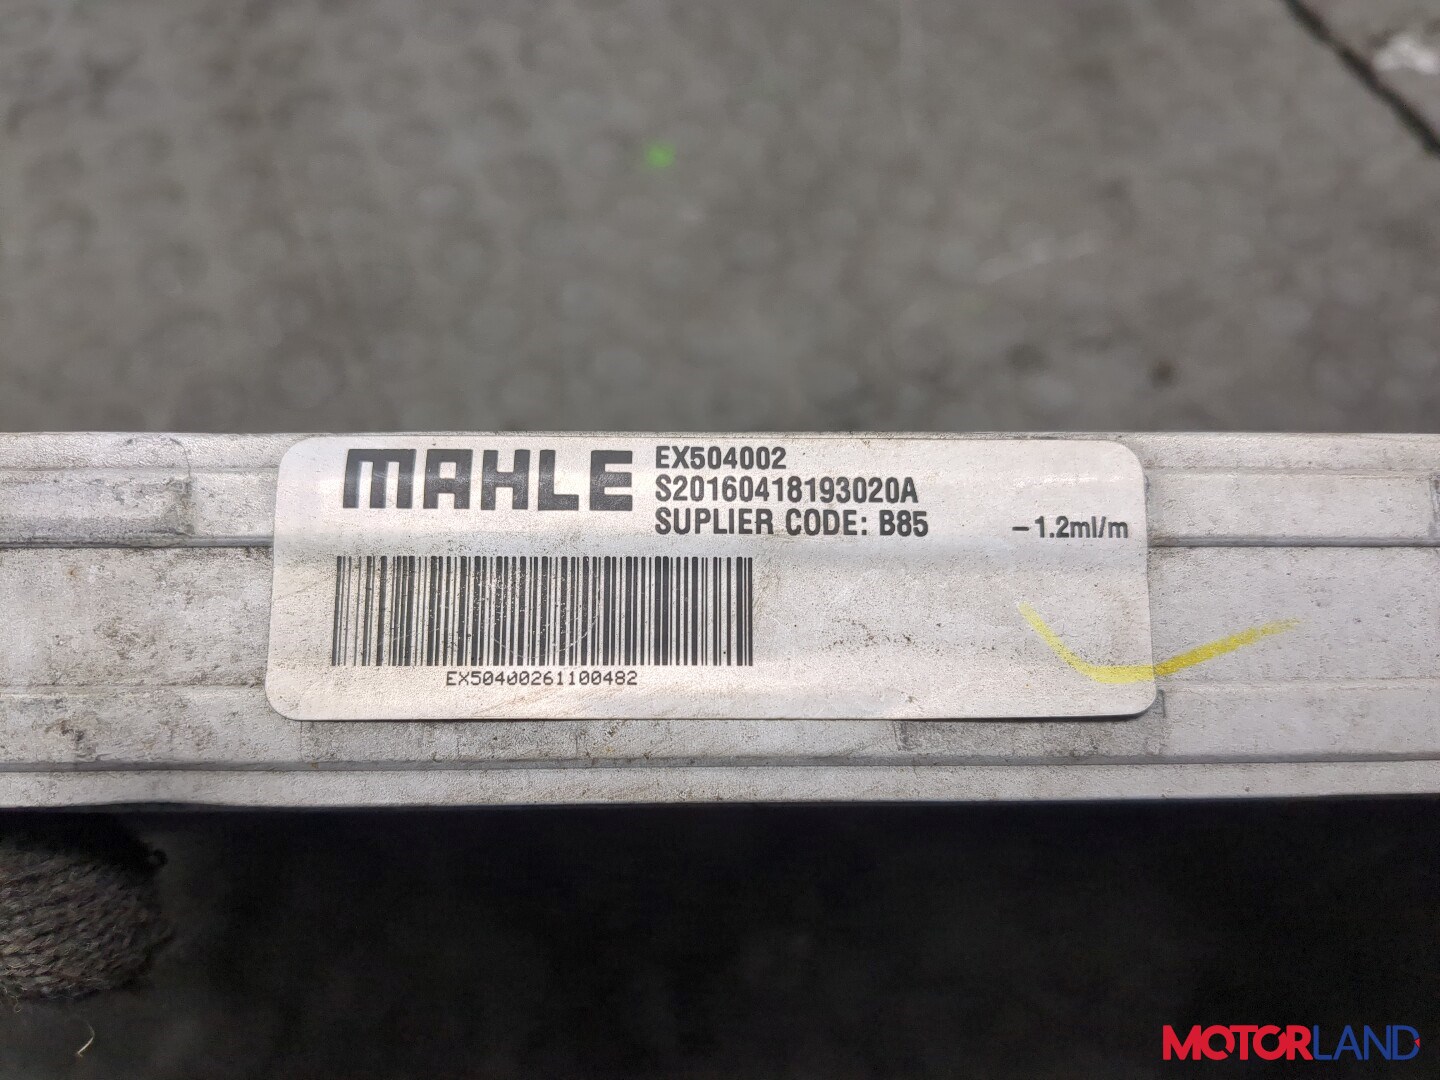 MAHLE
EX504002
S20160418193020A
SUPLIER CODE: B85
-1.2ml/m
EX50400261100482
MOTORLAND